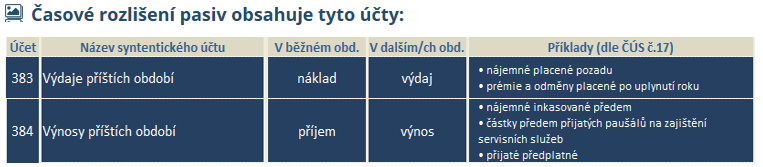 Časové rozlišení pasiv obsahuje tyto účty:
Účet Název syntentického účtu V běžném obd. V dalším/ch obd. Příklady (dle ČÚS č.17)
383 Výdaje příštích období náklad výdaj • nájemné placené pozadu
• prémie a odměny placené po uplynutí roku
384 Výnosy příštích období příjem výnos • nájemné inkasované předem
• částky předem přijatých paušálů na zajištění
servisních služeb
• přijaté předplatné